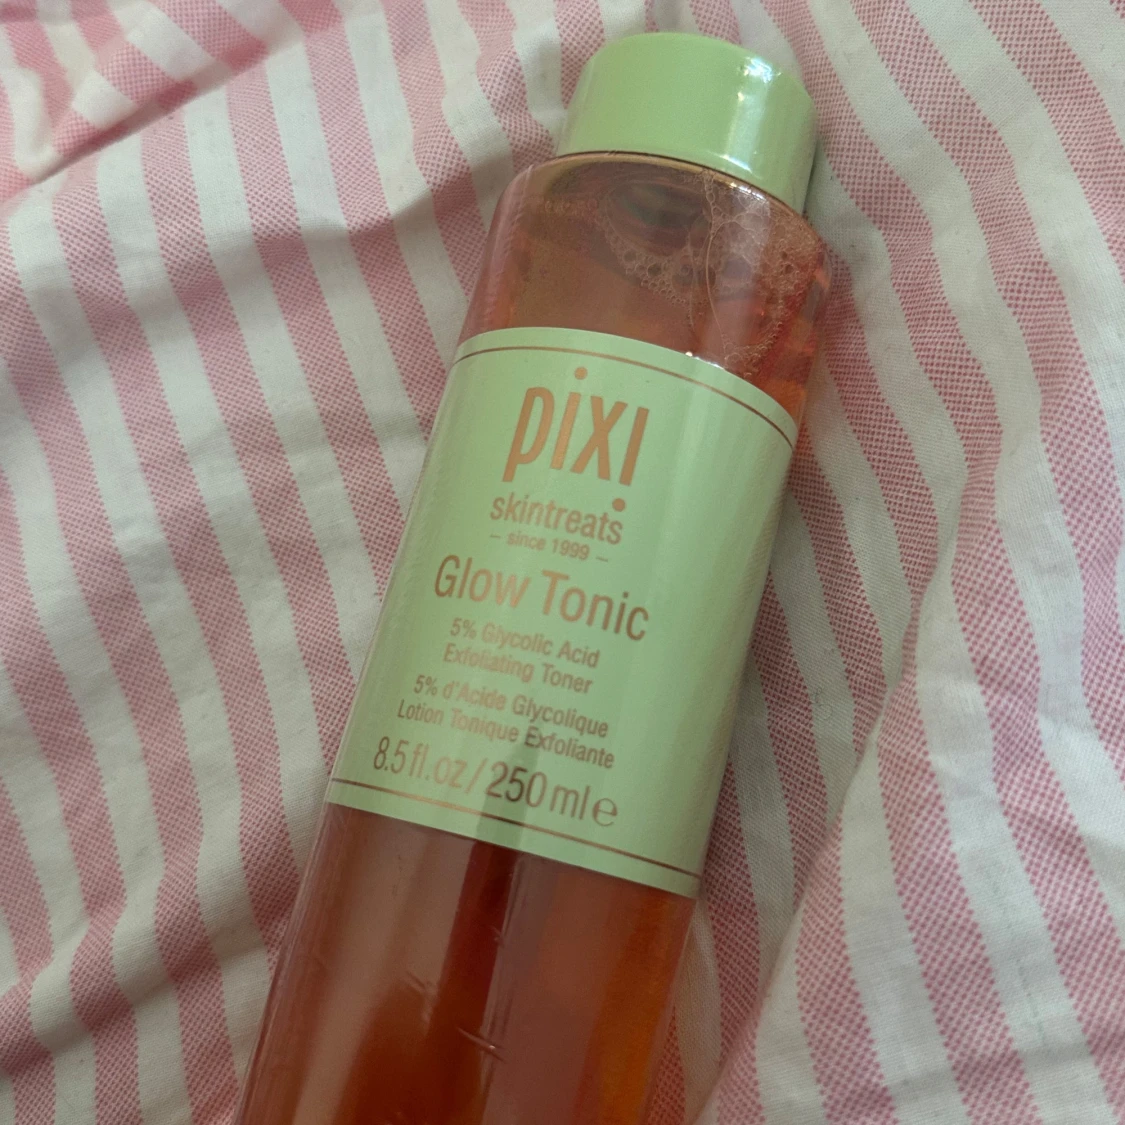 pixi
skintreats
– since 1999 –
Glow Tonic
5% Glycolic Acid
Exfoliating Toner
5% d'Acide Glycolique
Lotion Tonique Exfoliante
8.5 fl.oz / 250 ml ℮